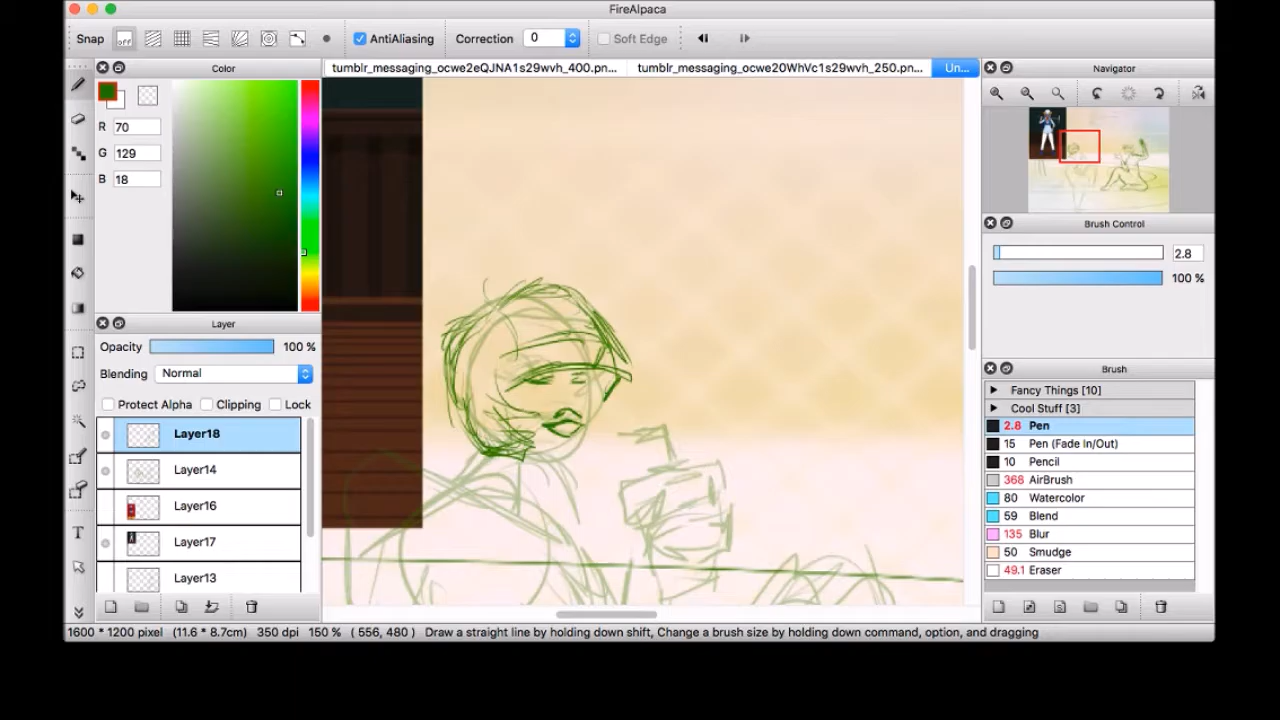 FireAlpaca
Snap off AntiAliasing Correction 0 Soft Edge
Color
tumblr_messaging_ocwe2eQJNA1s29wvh_400.pn... tumblr_messaging_ocwe20WhVc1s29wvh_250.pn... Un...
Navigator
R 70
G 129
B 18
Brush Control
2.8
100 %
Layer
Opacity 100 %
Blending Normal
Protect Alpha Clipping Lock
Layer18
Layer14
Layer16
Layer17
Layer13
Brush
Fancy Things [10]
Cool Stuff [3]
2.8 Pen
15 Pen (Fade In/Out)
10 Pencil
368 AirBrush
80 Watercolor
59 Blend
135 Blur
50 Smudge
49.1 Eraser
T
1600 * 1200 pixel (11.6 * 8.7cm) 350 dpi 150 % ( 556, 480 ) Draw a straight line by holding down shift, Change a brush size by holding down command, option, and dragging